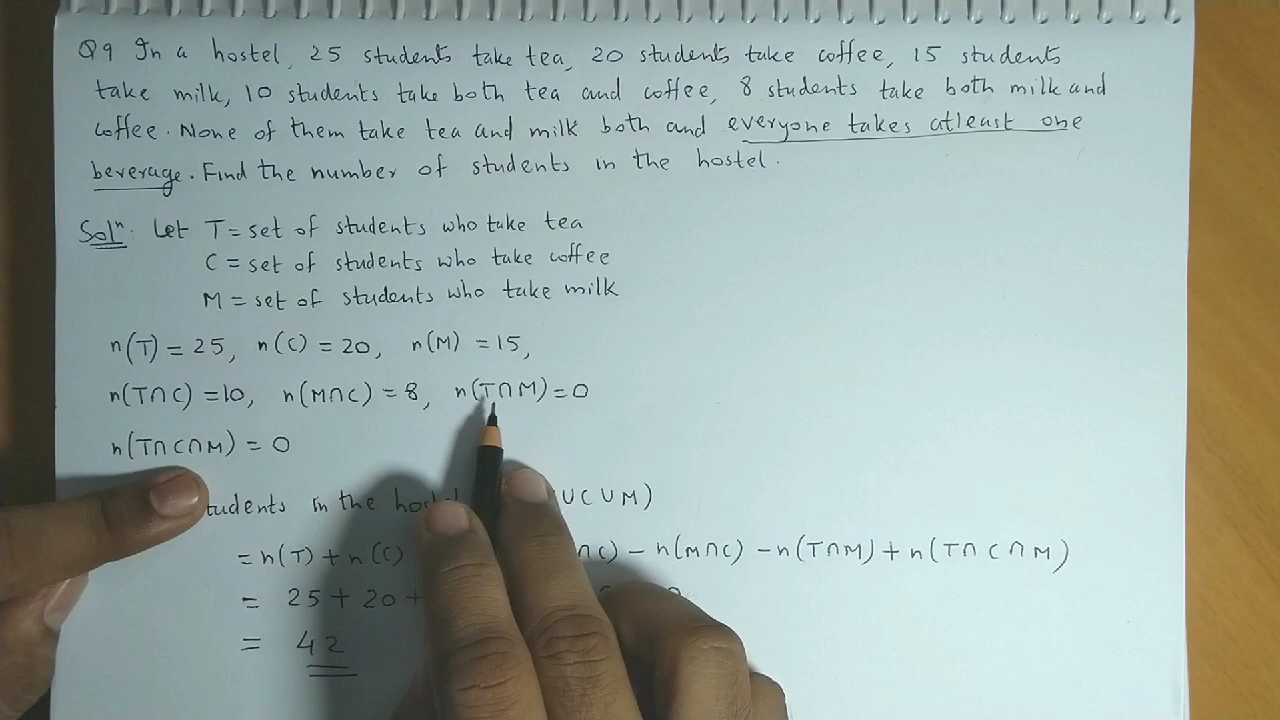 Q9 In a hostel, 25 students take tea, 20 students take coffee, 15 students
take milk, 10 students take both tea and coffee, 8 students take both milk and
coffee. None of them take tea and milk both and everyone takes atleast one
beverage. Find the number of students in the hostel.
Solⁿ. Let T = set of students who take tea
C = set of students who take coffee
M = set of students who take milk
n(T) = 25, n(C) = 20, n(M) = 15,
n(T∩C) = 10, n(M∩C) = 8, n(T∩M) = 0
n(T∩C∩M) = 0
tudents in the ∪C∪M)
= n(T) + n(C) ∩C) - n(M∩C) - n(T∩M) + n(T∩C∩M)
= 25 + 20 +
= 42